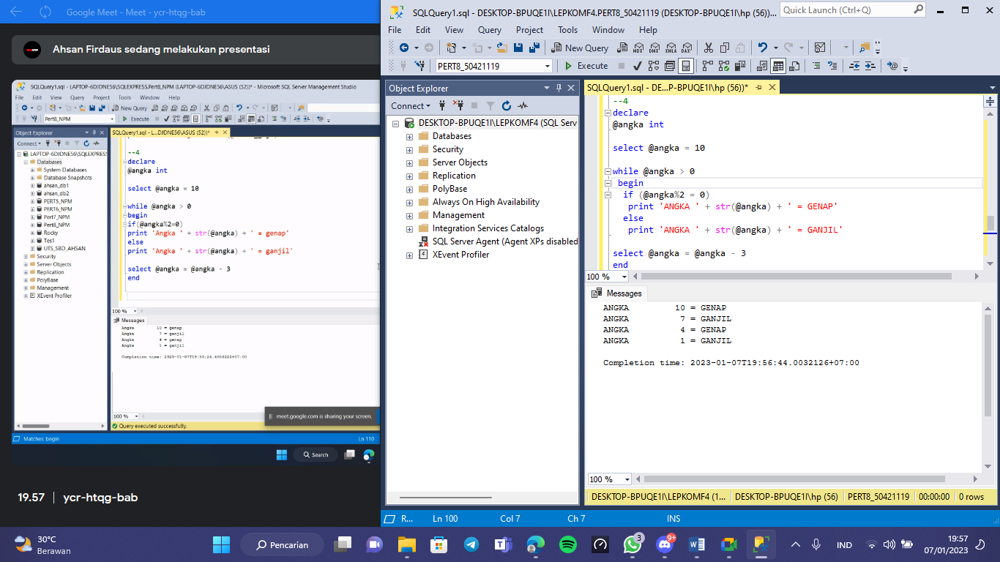 Google Meet - Meet - ycr-htqg-bab
Ahsan Firdaus sedang melakukan presentasi
SQLQuery1.sql - LAPTOP-6DJDNE56\SQLEXPRESS.Pert8_NPM (LAPTOP-6DJDNE56\ASUS (52))* - Microsoft SQL Server Management Studio
File Edit View Query Project Tools Window Help
New Query
Pert8_NPM Execute
Object Explorer
Connect
LAPTOP-6DJDNE56\SQLEXPRESS
Databases
System Databases
Database Snapshots
ahsan_db1
ahsan_db2
PERT5_NPM
PERT6_NPM
Pert7_NPM
Pert8_NPM
Rocky
Tes1
UTS_SBD_AHSAN
Security
Server Objects
Replication
PolyBase
Management
XEvent Profiler
SQLQuery1.sql - L...DJDNE56\ASUS (52))*
--4
declare
@angka int
select @angka = 10
while @angka > 0
begin
if(@angka%2=0)
print 'Angka ' + str(@angka) + ' = genap'
else
print 'Angka ' + str(@angka) + ' = ganjil'
select @angka = @angka - 3
end
100 %
Messages
Angka 10 = genap
Angka 7 = ganjil
Angka 4 = genap
Angka 1 = ganjil
Completion time: 2023-01-07T19:56:24.4658222+07:00
meet.google.com is sharing your screen.
100 %
Query executed successfully.
Matches: begin Ln 110
Search
19.57 | ycr-htqg-bab
SQLQuery1.sql - DESKTOP-BPUQE1I\LEPKOMF4.PERT8_50421119 (DESKTOP-BPUQE1I\hp (56))...
Quick Launch (Ctrl+Q)
File Edit View Query Project Tools Window Help
New Query MDX DMX XMLA DAX
PERT8_50421119 Execute
Object Explorer
Connect
DESKTOP-BPUQE1I\LEPKOMF4 (SQL Serv
Databases
Security
Server Objects
Replication
PolyBase
Always On High Availability
Management
Integration Services Catalogs
SQL Server Agent (Agent XPs disabled
XEvent Profiler
SQLQuery1.sql - DE...P-BPUQE1I\hp (56))*
--4
declare
@angka int
select @angka = 10
while @angka > 0
begin
if (@angka%2 = 0)
print 'ANGKA ' + str(@angka) + ' = GENAP'
else
print 'ANGKA ' + str(@angka) + ' = GANJIL'
select @angka = @angka - 3
end
100 %
Messages
ANGKA 10 = GENAP
ANGKA 7 = GANJIL
ANGKA 4 = GENAP
ANGKA 1 = GANJIL
Completion time: 2023-01-07T19:56:44.0032126+07:00
100 %
DESKTOP-BPUQE1I\LEPKOMF4 (1... DESKTOP-BPUQE1I\hp (56) PERT8_50421119 00:00:00 0 rows
R... Ln 100 Col 7 Ch 7 INS
30°C
Berawan
Pencarian
3
9+
IND
19:57
07/01/2023